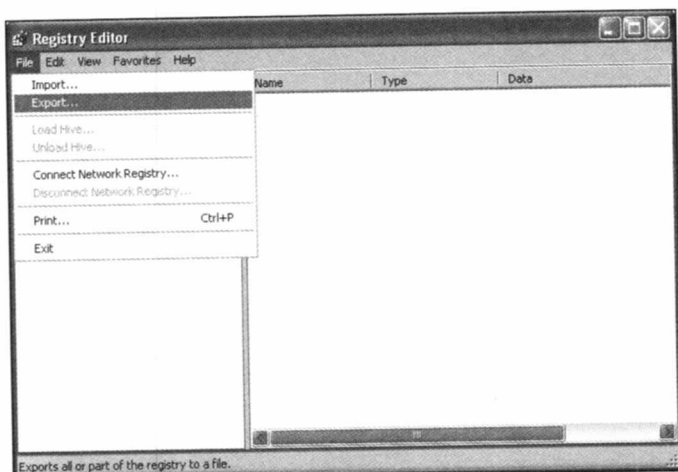 Registry Editor
File Edit View Favorites Help
Import...
Export...
Load Hive...
Unload Hive...
Connect Network Registry...
Disconnect Network Registry...
Print... Ctrl+P
Exit
Name Type Data
Exports all or part of the registry to a file.